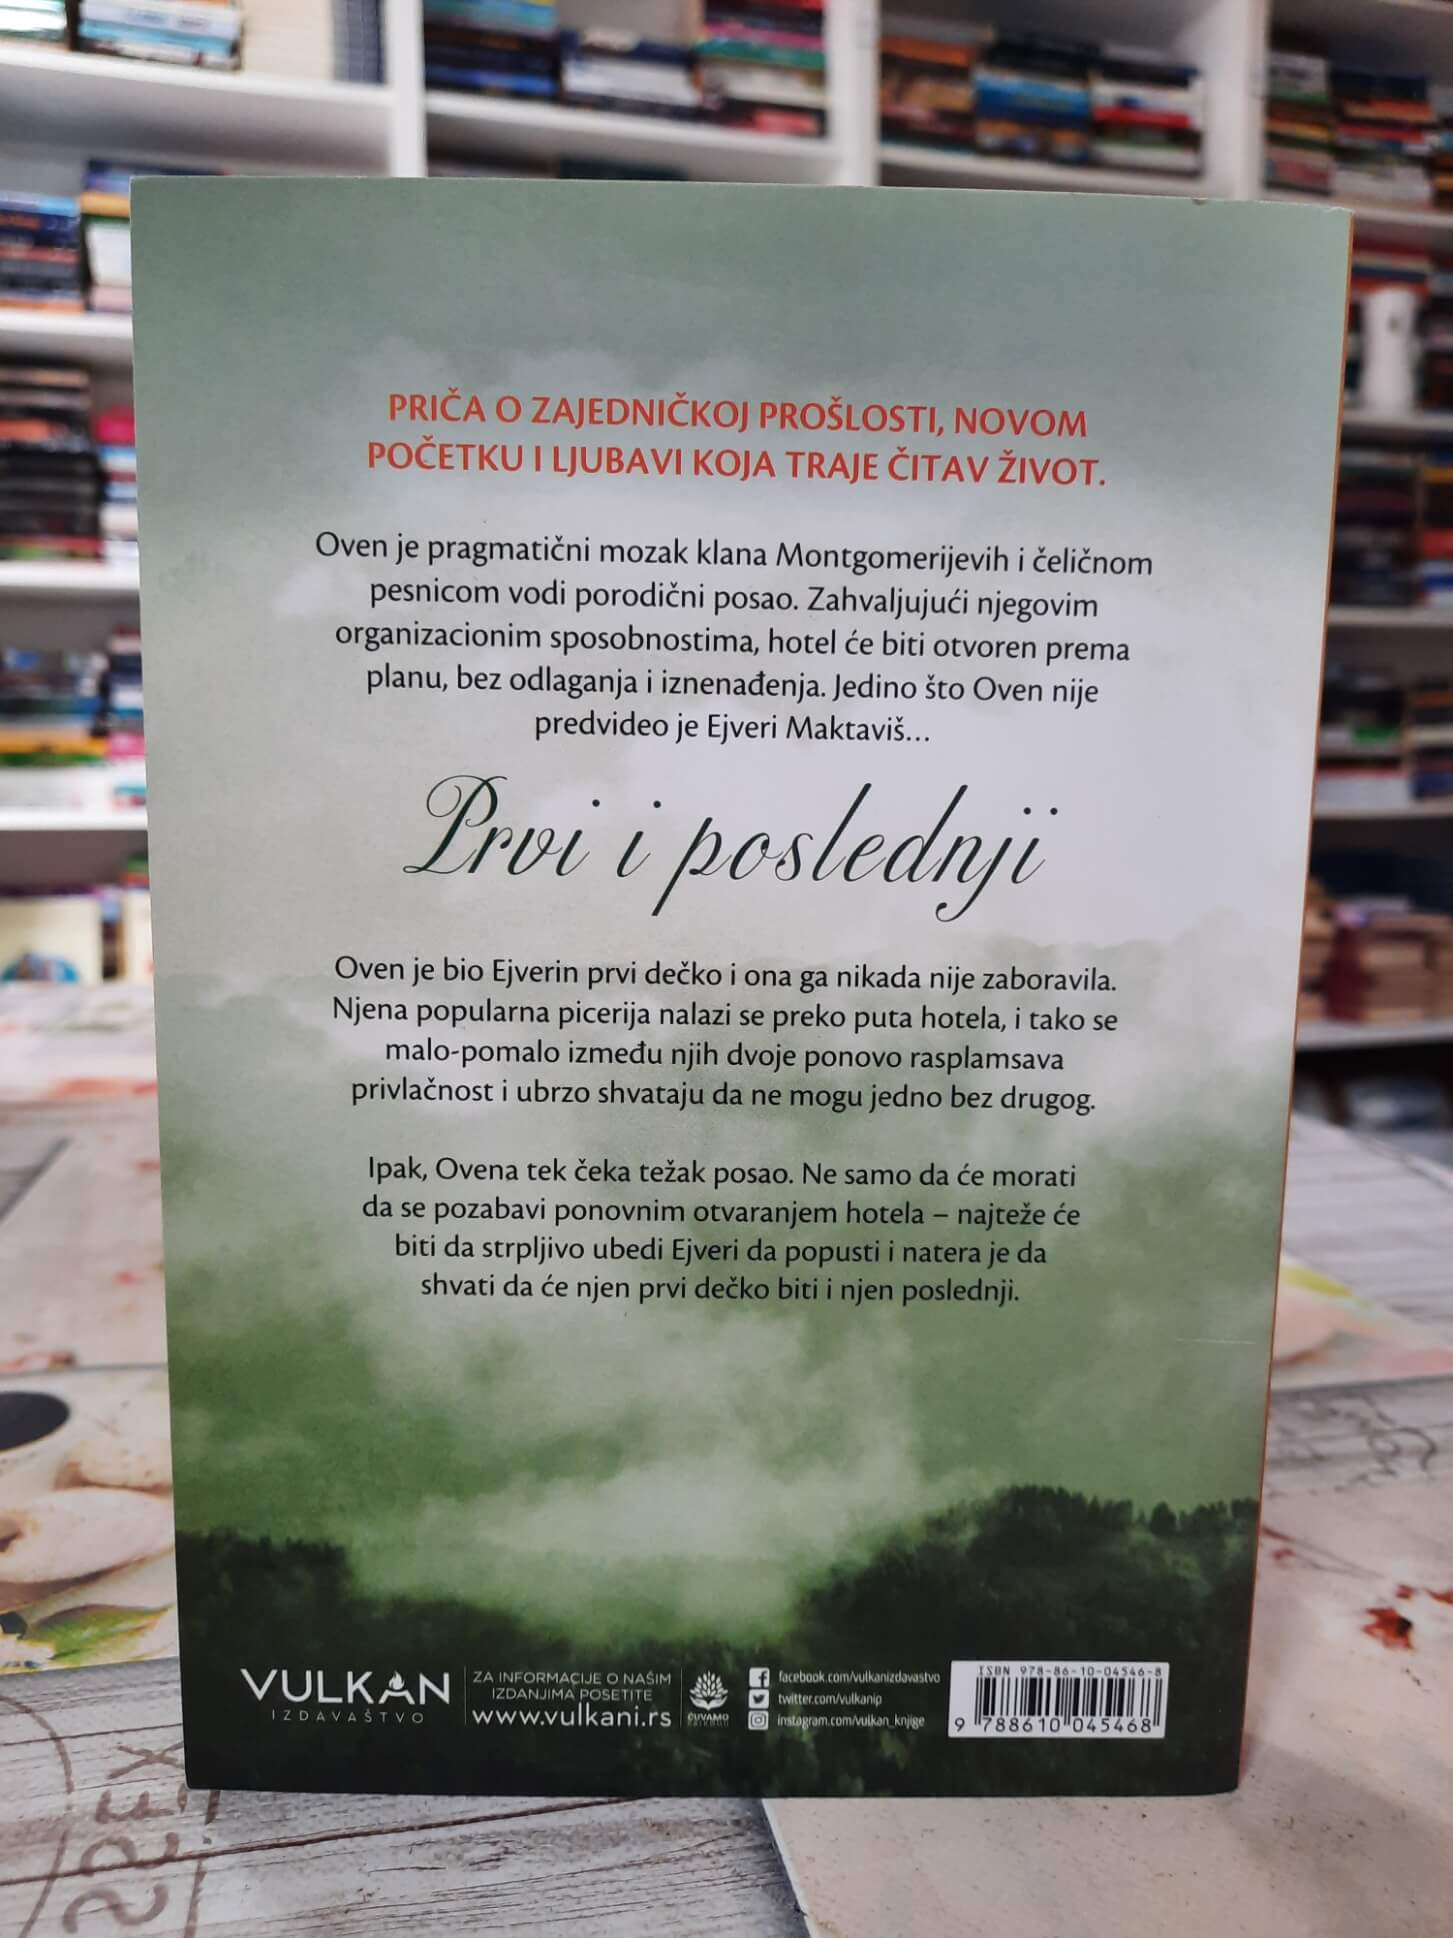 PRIČA O ZAJEDNIČKOJ PROŠLOSTI, NOVOM
POČETKU I LJUBAVI KOJA TRAJE ČITAV ŽIVOT.
Oven je pragmatični mozak klana Montgomerijevih i čeličnom
pesnicom vodi porodični posao. Zahvaljujući njegovim
organizacionim sposobnostima, hotel će biti otvoren prema
planu, bez odlaganja i iznenađenja. Jedino što Oven nije
predvideo je Ejveri Maktaviš...
Prvi i poslednji
Oven je bio Ejverin prvi dečko i ona ga nikada nije zaboravila.
Njena popularna picerija nalazi se preko puta hotela, i tako se
malo-pomalo između njih dvoje ponovo rasplamsava
privlačnost i ubrzo shvataju da ne mogu jedno bez drugog.
Ipak, Ovena tek čeka težak posao. Ne samo da će morati
da se pozabavi ponovnim otvaranjem hotela – najteže će
biti da strpljivo ubedi Ejveri da popusti i natera je da
shvati da će njen prvi dečko biti i njen poslednji.
VULKAN
IZDAVAŠTVO
ZA INFORMACIJE O NAŠIM
IZDANJIMA POSETITE
www.vulkani.rs
ČUVAMO
facebook.com/vulkanizdavastvo
twitter.com/vulkanip
instagram.com/vulkan_knjige
ISBN 978-86-10-04546-8
9 788610 045468